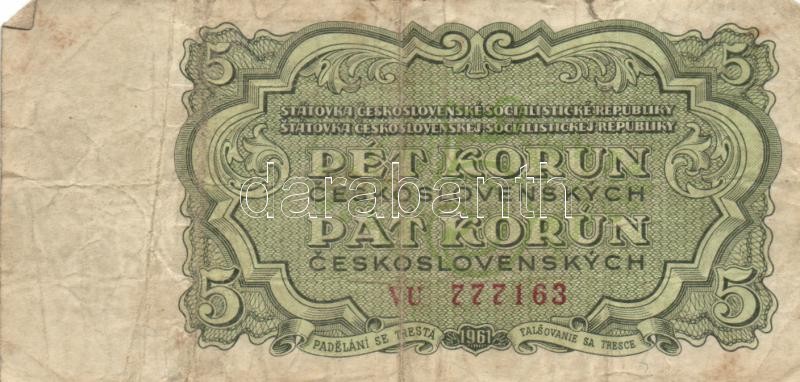 5 5
STÁTOVKA ČESKOSLOVENSKÉ SOCIALISTICKÉ REPUBLIKY
ŠTÁTOVKA ČESKOSLOVENSKEJ SOCIALISTICKEJ REPUBLIKY
PĚT KORUN
ČESKOSLOVENSKÝCH
darabanth
PÄŤ KORÚN
ČESKOSLOVENSKÝCH
5 VU 777163 5
PADĚLÁNÍ SE TRESTÁ 1961 FALŠOVANIE SA TRESCE